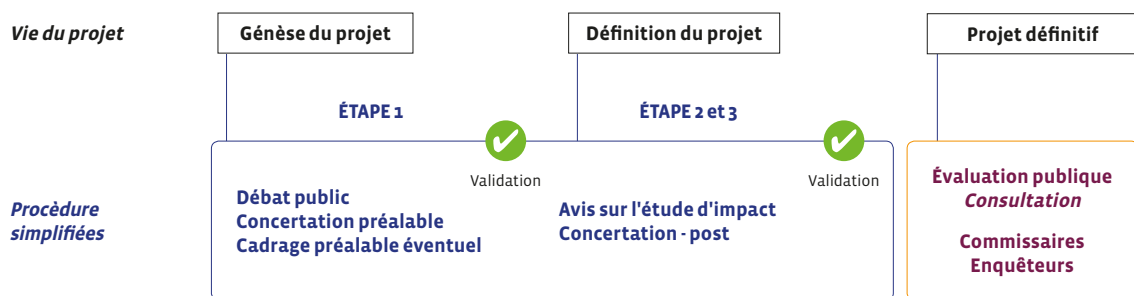 Vie du projet
Génèse du projet
Définition du projet
Projet définitif
ÉTAPE 1
ÉTAPE 2 et 3
Validation
Validation
Procèdure
simplifiées
Débat public
Concertation préalable
Cadrage préalable éventuel
Avis sur l'étude d'impact
Concertation - post
Évaluation publique
Consultation
Commissaires
Enquêteurs